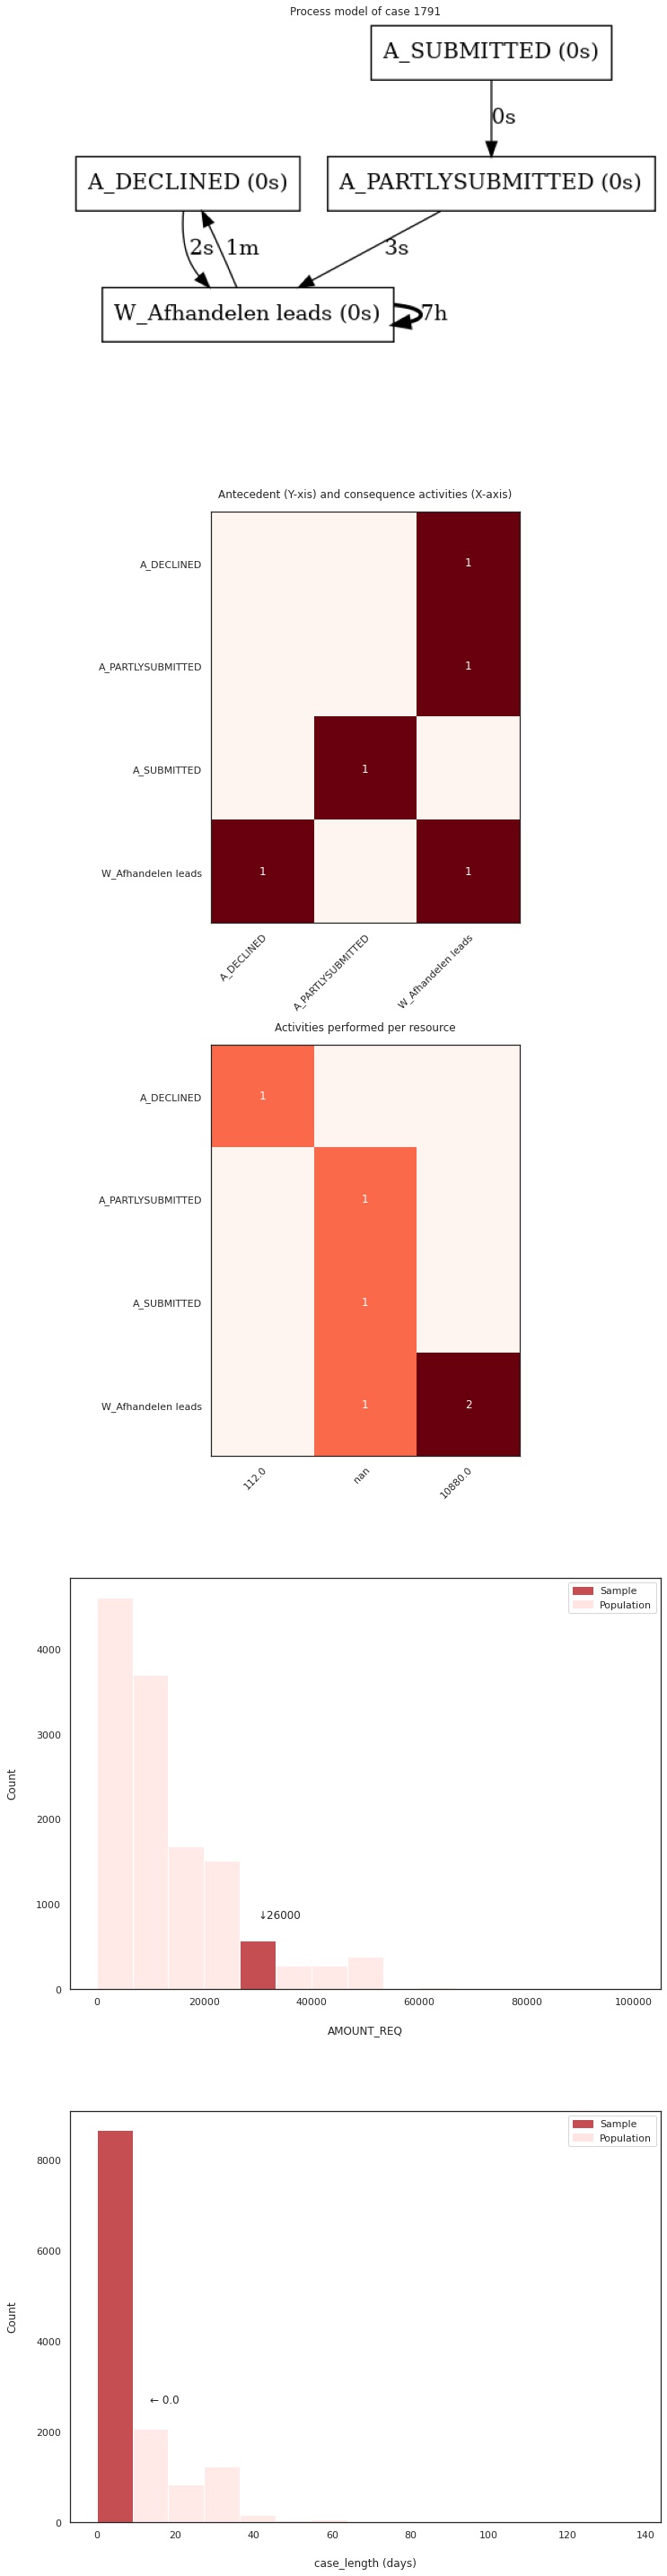 Process model of case 1791
A_SUBMITTED (0s)
0s
A_DECLINED (0s)
A_PARTLYSUBMITTED (0s)
2s
1m
3s
W_Afhandelen leads (0s)
7h
Antecedent (Y-xis) and consequence activities (X-axis)
A_DECLINED
1
A_PARTLYSUBMITTED
1
A_SUBMITTED
1
W_Afhandelen leads
1
1
A_DECLINED
A_PARTLYSUBMITTED
W_Afhandelen leads
Activities performed per resource
A_DECLINED
1
A_PARTLYSUBMITTED
1
A_SUBMITTED
1
W_Afhandelen leads
1
2
112.0
nan
10880.0
Sample
Population
4000
3000
2000
1000
0
Count
↓26000
0
20000
40000
60000
80000
100000
AMOUNT_REQ
Sample
Population
8000
6000
4000
2000
0
Count
← 0.0
0
20
40
60
80
100
120
140
case_length (days)